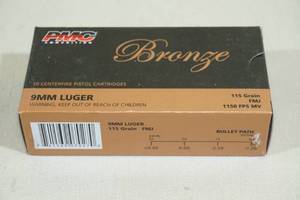 PMC
AMMUNITION
Bronze
50 CENTERFIRE PISTOL CARTRIDGES
9MM LUGER
WARNING: KEEP OUT OF REACH OF CHILDREN
115 Grain
FMJ
1150 FPS MV
9MM LUGER
115 Grain FMJ
BULLET PATH